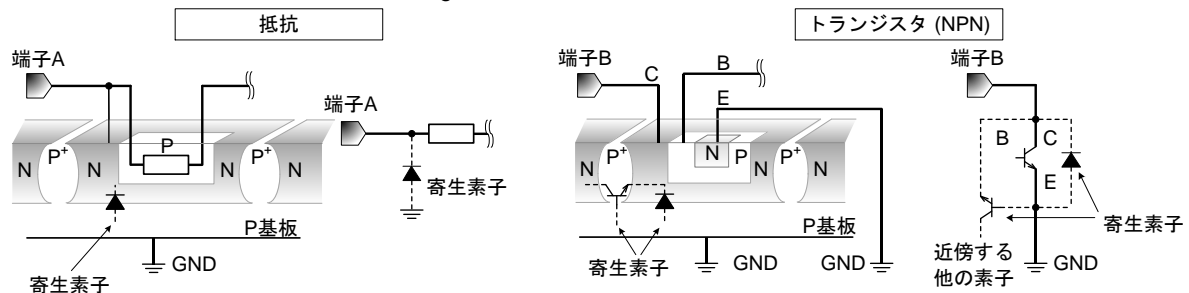 抵抗
端子A
N
P+
N
P
N
P+
N
P基板
寄生素子
GND
端子A
寄生素子
トランジスタ (NPN)
端子B
C
B
E
N
P+
N
N
P
N
P+
N
P基板
寄生素子
GND
GND
端子B
B
C
E
寄生素子
近傍する
他の素子
GND